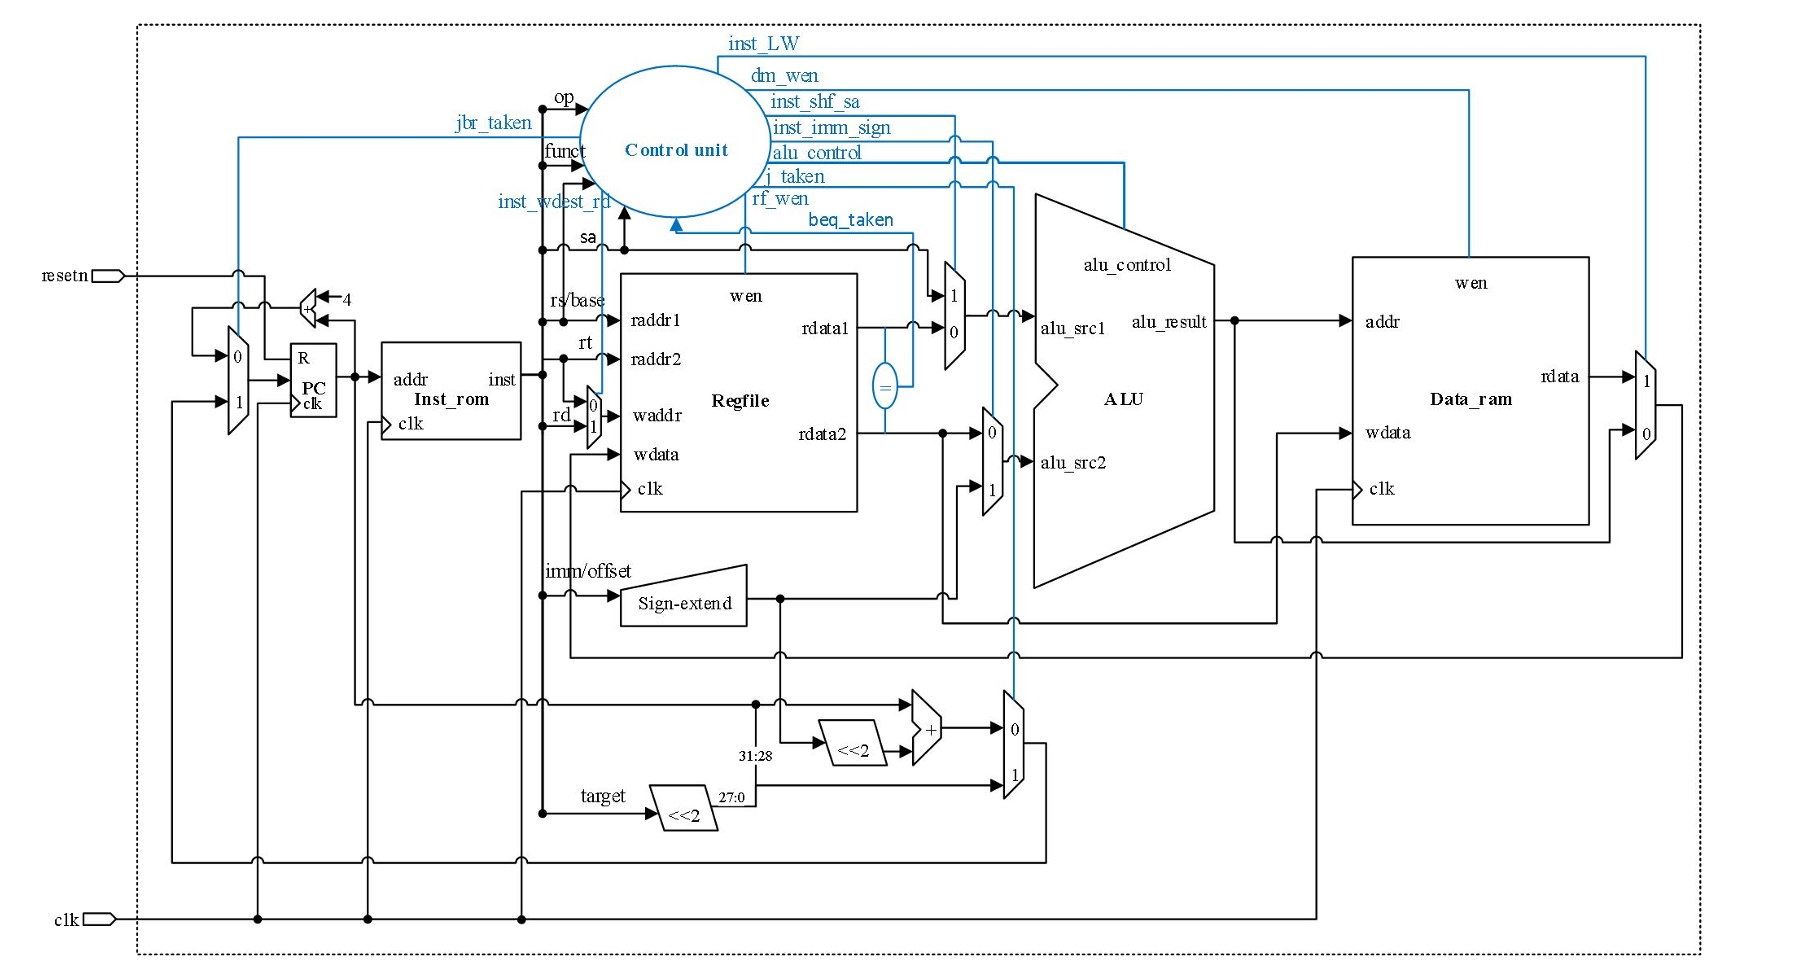 inst_LW
dm_wen
op
inst_shf_sa
jbr_taken
inst_imm_sign
Control unit
funct
alu_control
j_taken
inst_wdest_rd
rf_wen
beq_taken
sa
alu_control
resetn
wen
wen
4
+
rs/base
1
raddr1
rdata1
0
alu_src1
alu_result
addr
rt
0
R
raddr2
PC
addr
inst
rdata
1
Inst_rom
=
1
clk
0
Regfile
ALU
Data_ram
rd
waddr
clk
1
rdata2
0
wdata
0
wdata
alu_src2
clk
1
clk
imm/offset
Sign-extend
+
0
<<2
31:28
1
target
27:0
<<2
clk